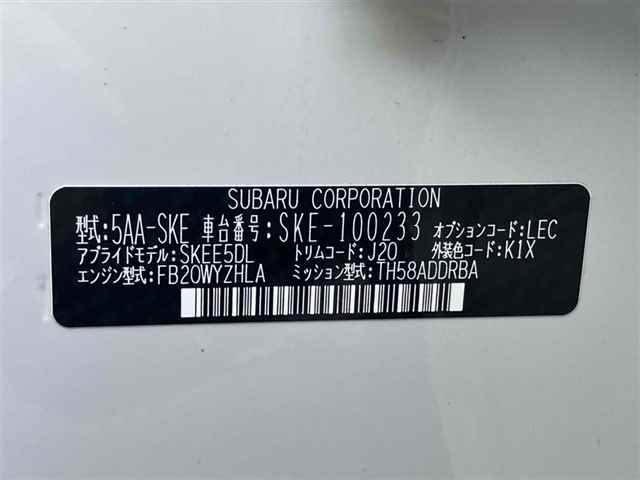 SUBARU CORPORATION
型式:5AA-SKE 車台番号:SKE-100233 オプションコード:LEC
アプライドモデル:SKEE5DL トリムコード:J20 外装色コード:K1X
エンジン型式:FB20WYZHLA ミッション型式:TH58ADDRBA